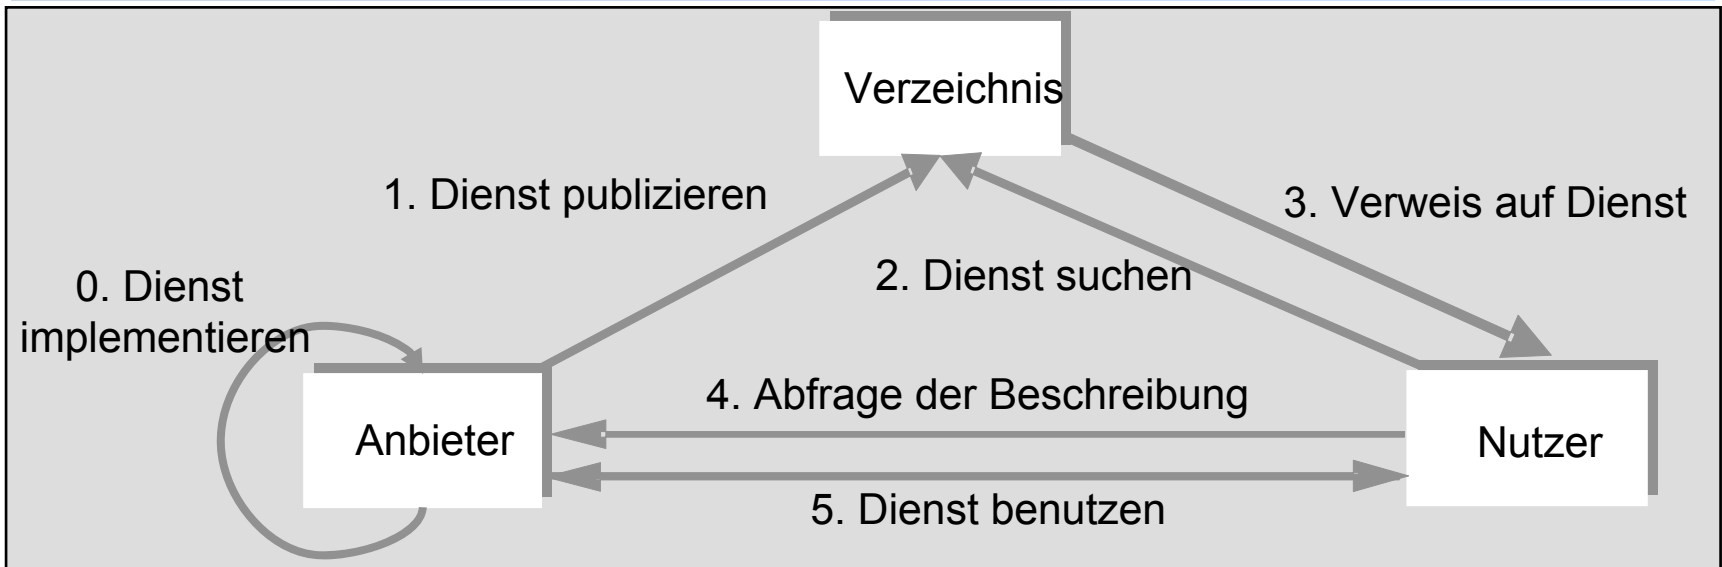 Verzeichnis
1. Dienst publizieren
3. Verweis auf Dienst
2. Dienst suchen
0. Dienst
implementieren
4. Abfrage der Beschreibung
Anbieter
Nutzer
5. Dienst benutzen